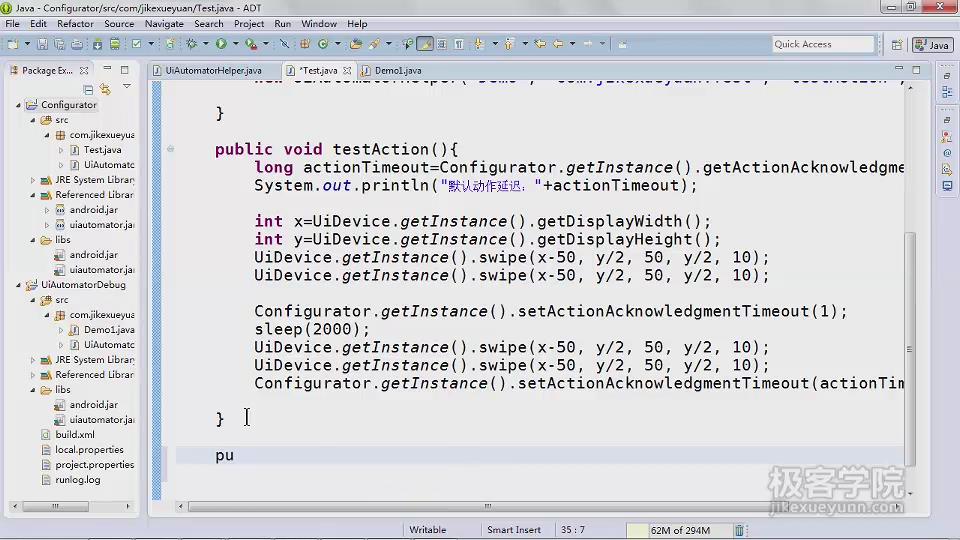 Java - Configurator/src/com/jikexueyuan/Test.java - ADT
File Edit Refactor Source Navigate Search Project Run Window Help
Quick Access
Java
Package Ex...
UiAutomatorHelper.java
*Test.java
Demo1.java
Configurator
src
com.jikexueyua
Test.java
UiAutomatc
JRE System Library
Referenced Librar
android.jar
uiautomator.ja
libs
android.jar
uiautomator.ja
UiAutomatorDebug
src
com.jikexueyua
Demo1.java
UiAutomatc
JRE System Library
Referenced Librar
libs
android.jar
uiautomator.ja
build.xml
local.properties
project.properties
runlog.log
}
public void testAction(){
long actionTimeout=Configurator.getInstance().getActionAcknowledgme
System.out.println("默认动作延迟："+actionTimeout);
int x=UiDevice.getInstance().getDisplayWidth();
int y=UiDevice.getInstance().getDisplayHeight();
UiDevice.getInstance().swipe(x-50, y/2, 50, y/2, 10);
UiDevice.getInstance().swipe(x-50, y/2, 50, y/2, 10);
Configurator.getInstance().setActionAcknowledgmentTimeout(1);
sleep(2000);
UiDevice.getInstance().swipe(x-50, y/2, 50, y/2, 10);
UiDevice.getInstance().swipe(x-50, y/2, 50, y/2, 10);
Configurator.getInstance().setActionAcknowledgmentTimeout(actionTim
}
pu
极客学院
jikexueyuan.com
Writable
Smart Insert
35 : 7
62M of 294M